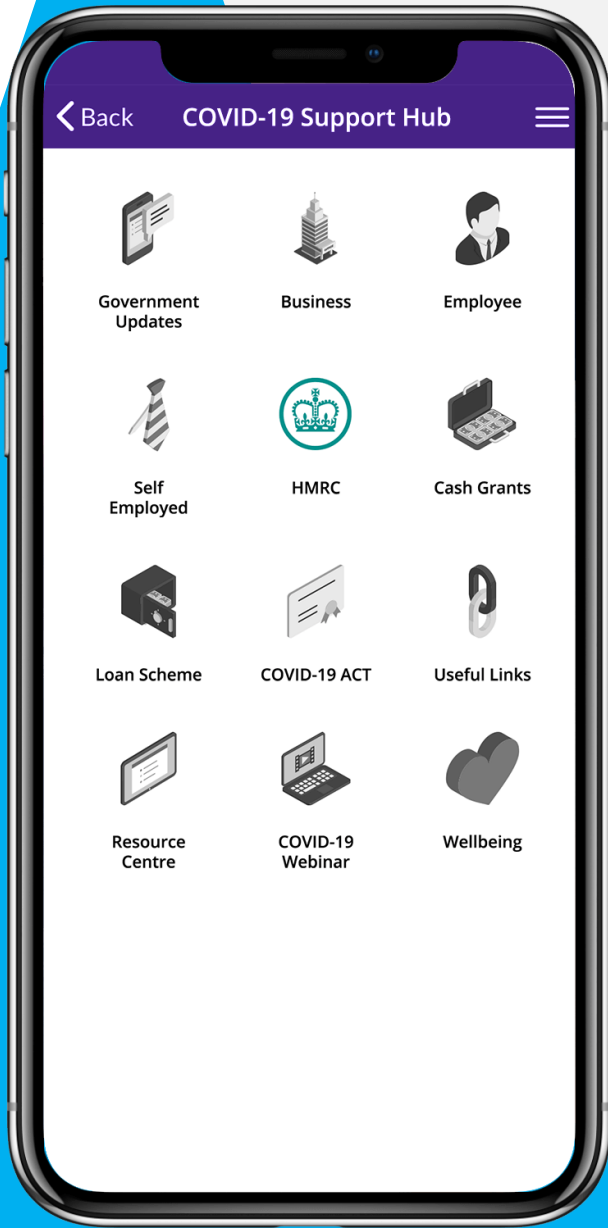 Back
COVID-19 Support Hub
Government
Updates
Business
Employee
Self
Employed
HMRC
Cash Grants
Loan Scheme
COVID-19 ACT
Useful Links
Resource
Centre
COVID-19
Webinar
Wellbeing